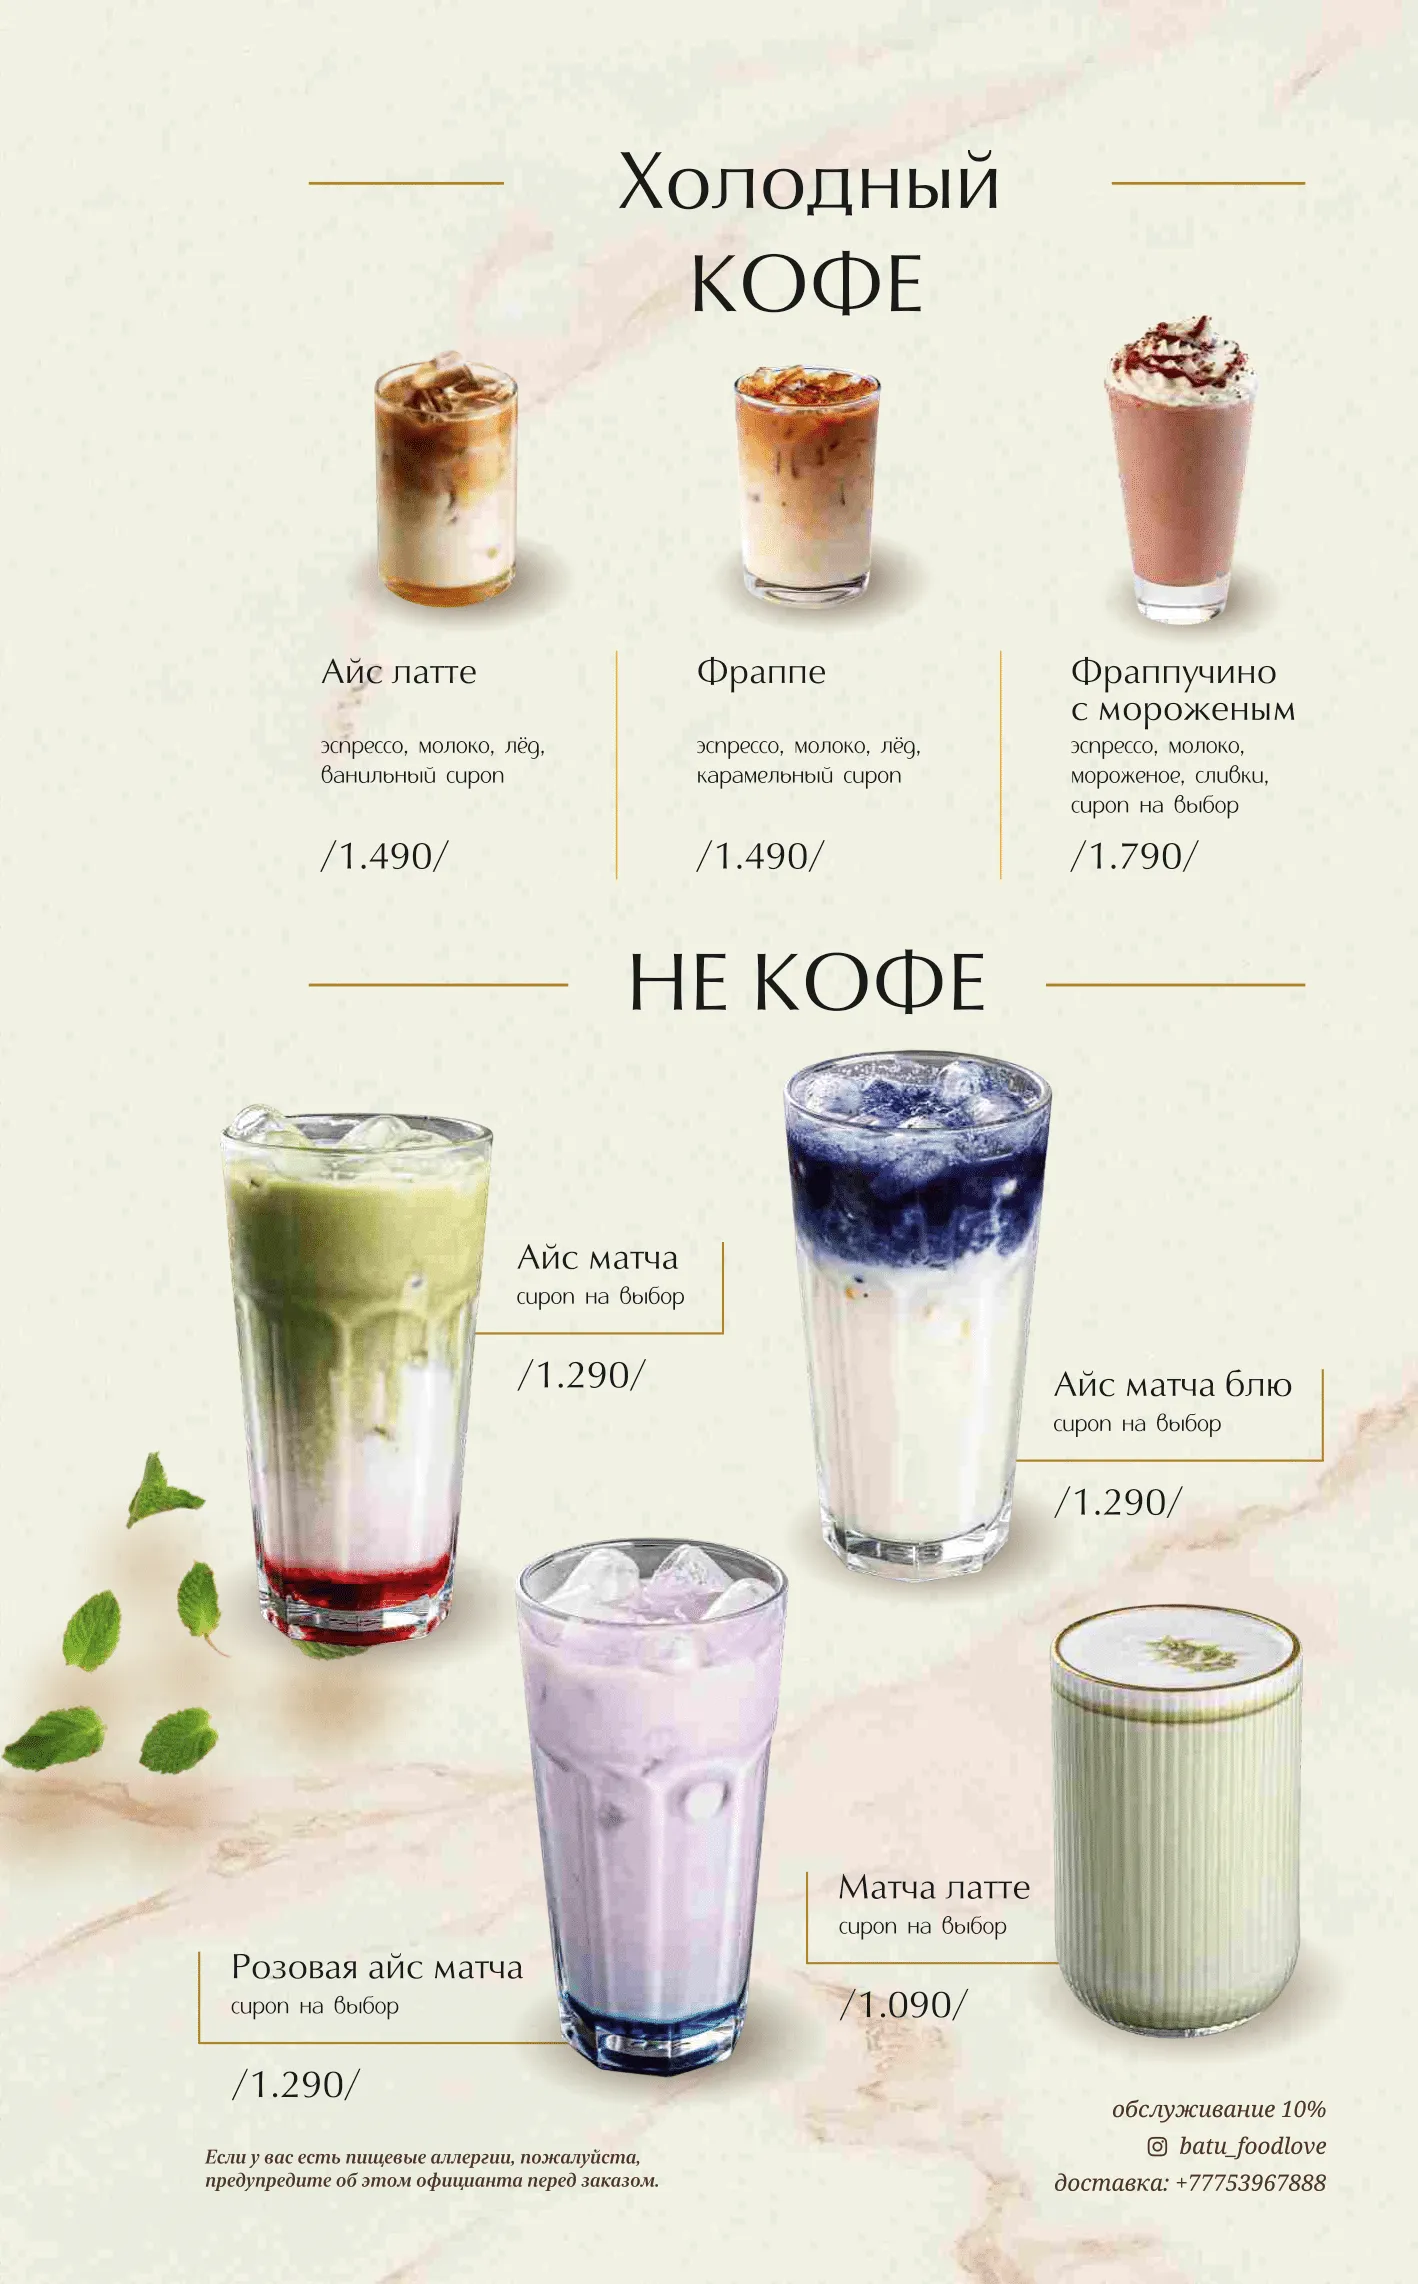 Холодный
КОФЕ
Айс латте
эспрессо, молоко, лёд,
ванильный сироп
/1.490/
Фраппе
эспрессо, молоко, лёд,
карамельный сироп
/1.490/
Фраппучино
с мороженым
эспрессо, молоко,
мороженое, сливки,
сироп на выбор
/1.790/
НЕ КОФЕ
Айс матча
сироп на выбор
/1.290/
Айс матча блю
сироп на выбор
/1.290/
Розовая айс матча
сироп на выбор
/1.290/
Матча латте
сироп на выбор
/1.090/
Если у вас есть пищевые аллергии, пожалуйста,
предупредите об этом официанта перед заказом.
обслуживание 10%
batu_foodlove
доставка: +77753967888